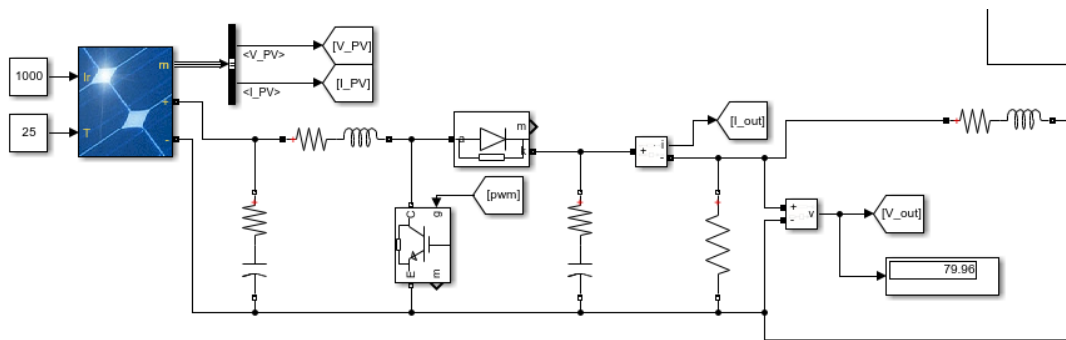 <V_PV>
[V_PV]
<I_PV>
[I_PV]
1000
Ir
m
+
25
T
-
m
a
k
[pwm]
C
g
E
m
+
i
-
[I_out]
+
-
v
[V_out]
79.96